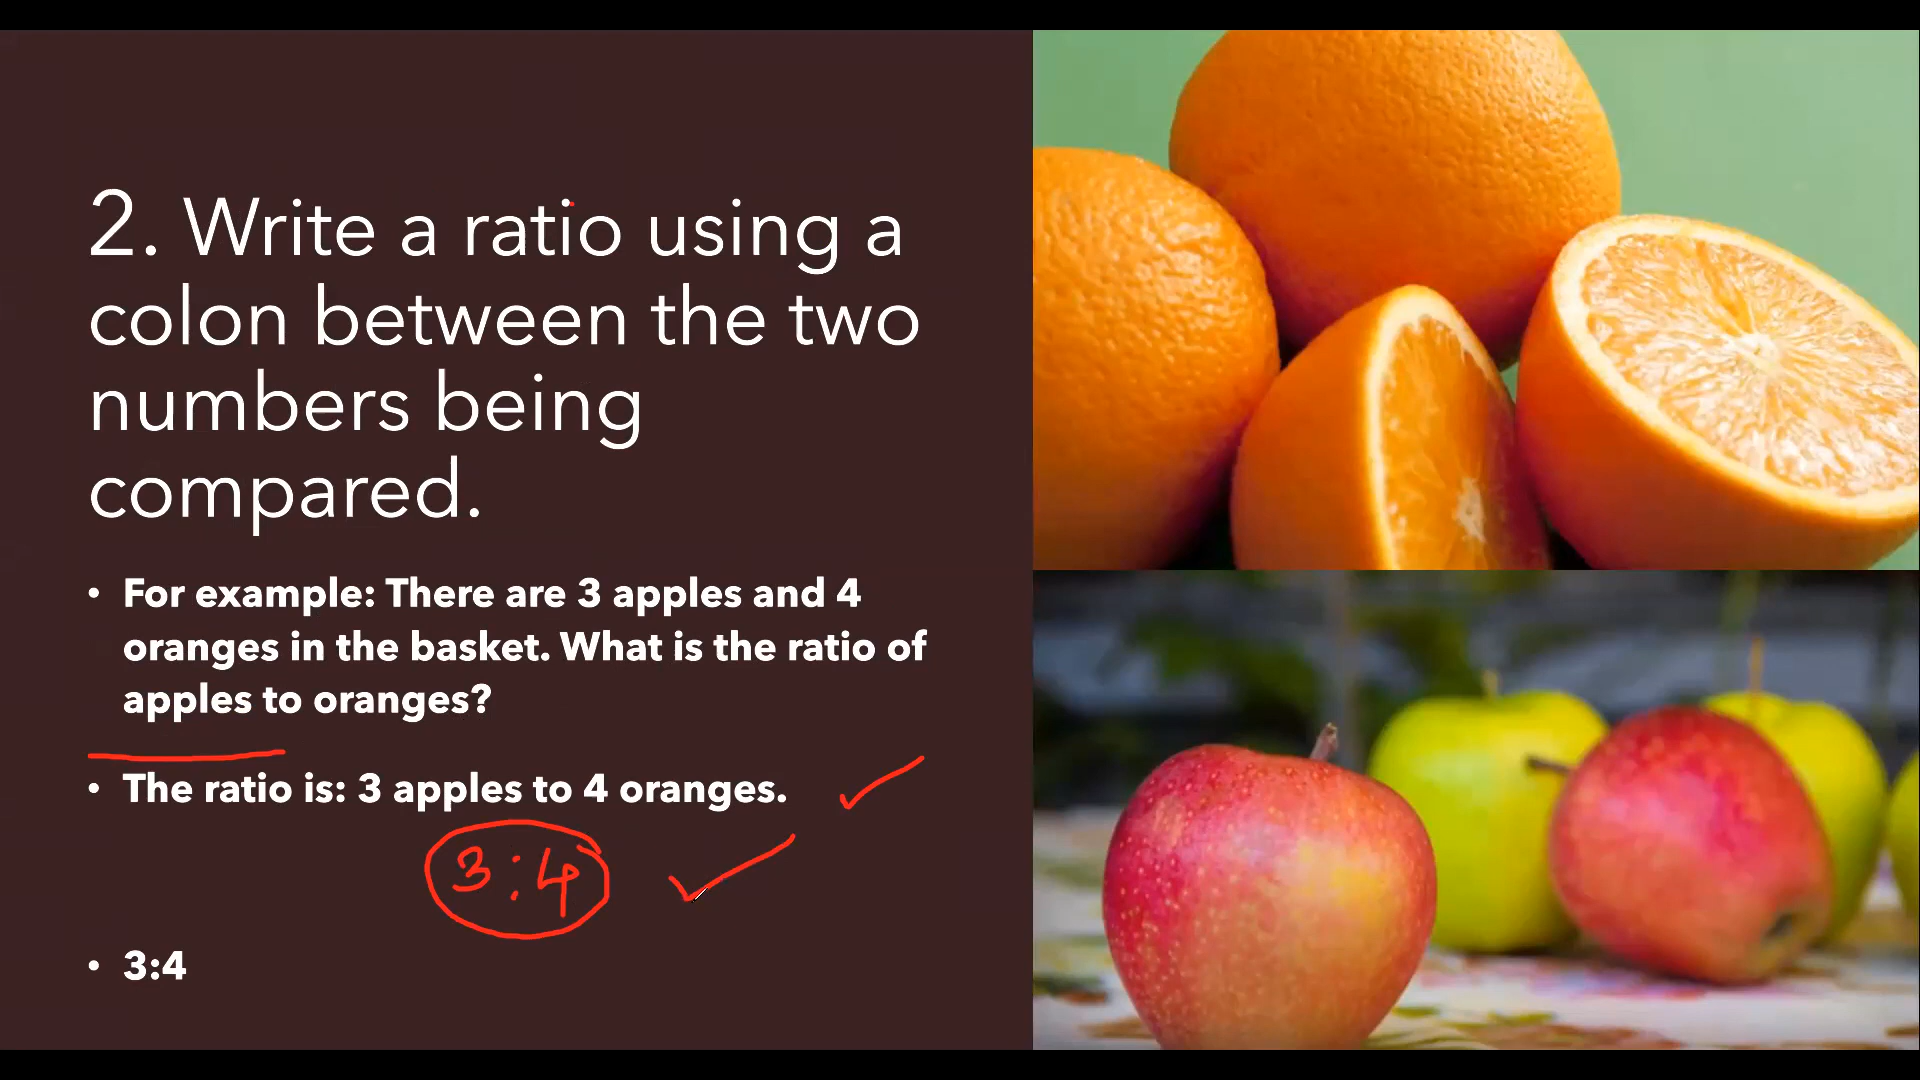 2. Write a ratio using a
colon between the two
numbers being
compared.
• For example: There are 3 apples and 4
oranges in the basket. What is the ratio of
apples to oranges?
• The ratio is: 3 apples to 4 oranges.
3:4
• 3:4